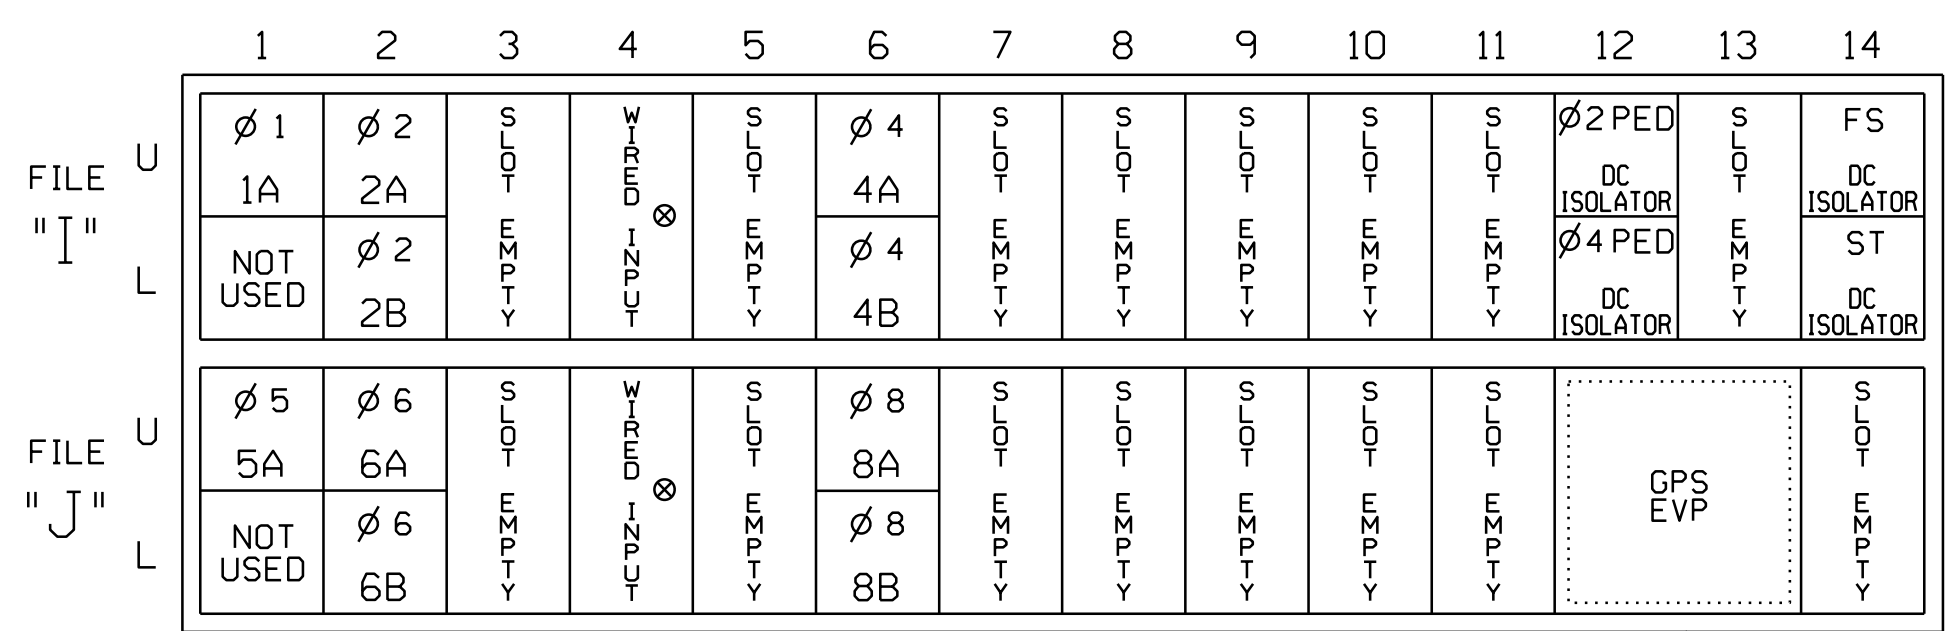 1 2 3 4 5 6 7 8 9 10 11 12 13 14
FILE "I"
U
L
Ø 1
1A
NOT
USED
Ø 2
2A
Ø 2
2B
SLOT EMPTY
WIRED INPUT
SLOT EMPTY
Ø 4
4A
Ø 4
4B
SLOT EMPTY
SLOT EMPTY
SLOT EMPTY
SLOT EMPTY
SLOT EMPTY
Ø2 PED
DC
ISOLATOR
Ø4 PED
DC
ISOLATOR
SLOT EMPTY
FS
DC
ISOLATOR
ST
DC
ISOLATOR
FILE "J"
U
L
Ø 5
5A
NOT
USED
Ø 6
6A
Ø 6
6B
SLOT EMPTY
WIRED INPUT
SLOT EMPTY
Ø 8
8A
Ø 8
8B
SLOT EMPTY
SLOT EMPTY
SLOT EMPTY
SLOT EMPTY
SLOT EMPTY
GPS
EVP
SLOT EMPTY